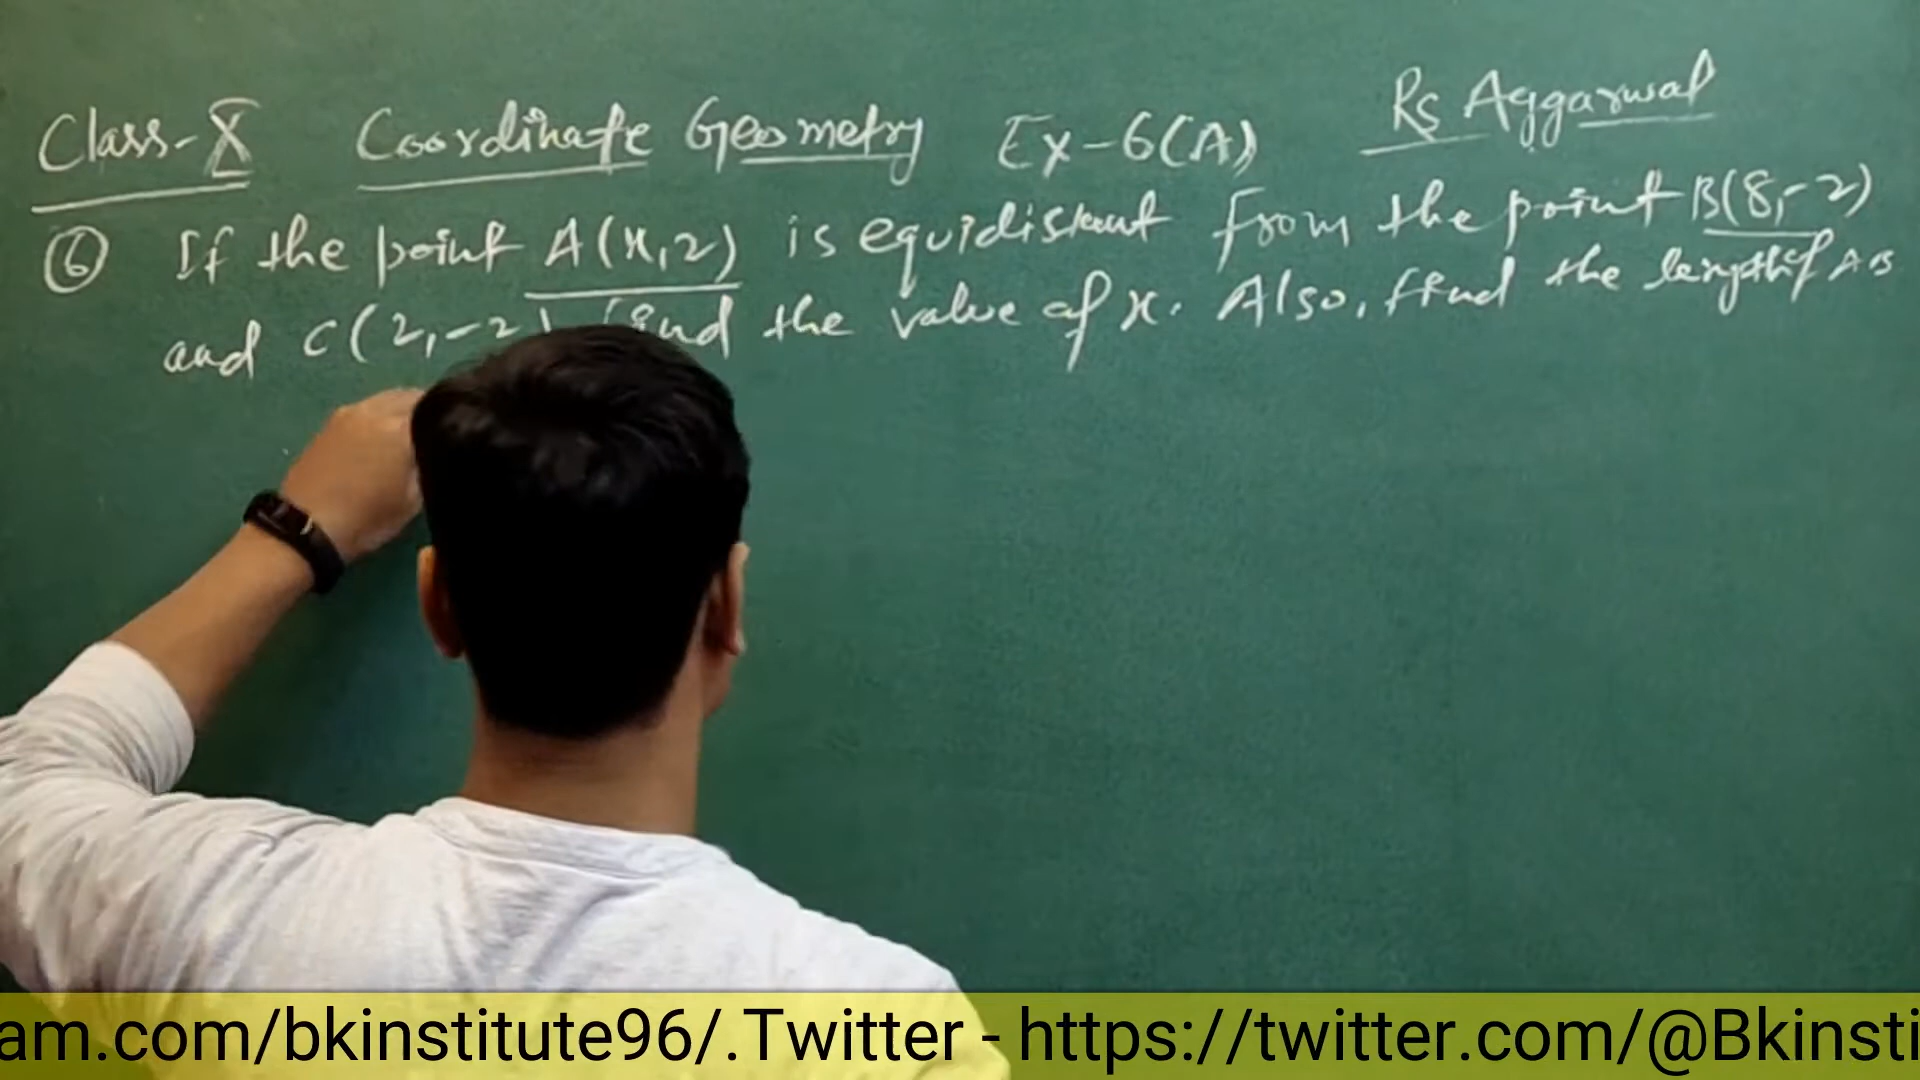 Class-X Coordinate Geometry Ex-6(A) Rs Aggarwal
⑥ If the point A(x,2) is equidistant from the point B(8,-2)
and C(2,-2) find the value of x. Also, find the length of AB
am.com/bkinstitute96/.Twitter - https://twitter.com/@Bkinsti